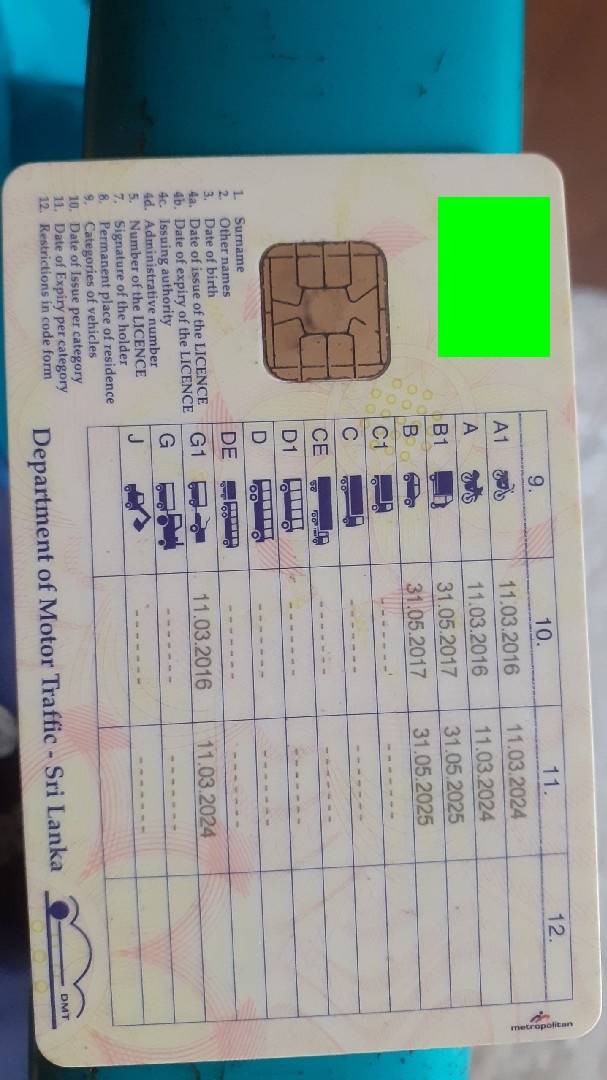 1. Surname
2. Other names
3. Date of birth
4a. Date of issue of the LICENCE
4b. Date of expiry of the LICENCE
4c. Issuing authority
4d. Administrative number
5. Number of the LICENCE
7. Signature of the holder
8. Permanent place of residence
9. Categories of vehicles
10. Date of Issue per category
11. Date of Expiry per category
12. Restrictions in code form
9. 10. 11. 12.
A1 11.03.2016 11.03.2024
A 11.03.2016 11.03.2024
B1 31.05.2017 31.05.2025
B 31.05.2017 31.05.2025
C1 - - - - - - - - - - - - - -
C - - - - - - - - - - - - - -
CE - - - - - - - - - - - - - -
D1 - - - - - - - - - - - - - -
D - - - - - - - - - - - - - -
DE - - - - - - - - - - - - - -
G1 11.03.2016 11.03.2024
G - - - - - - - - - - - - - -
J - - - - - - - - - - - - - -
Department of Motor Traffic - Sri Lanka
DMT
metropolitan